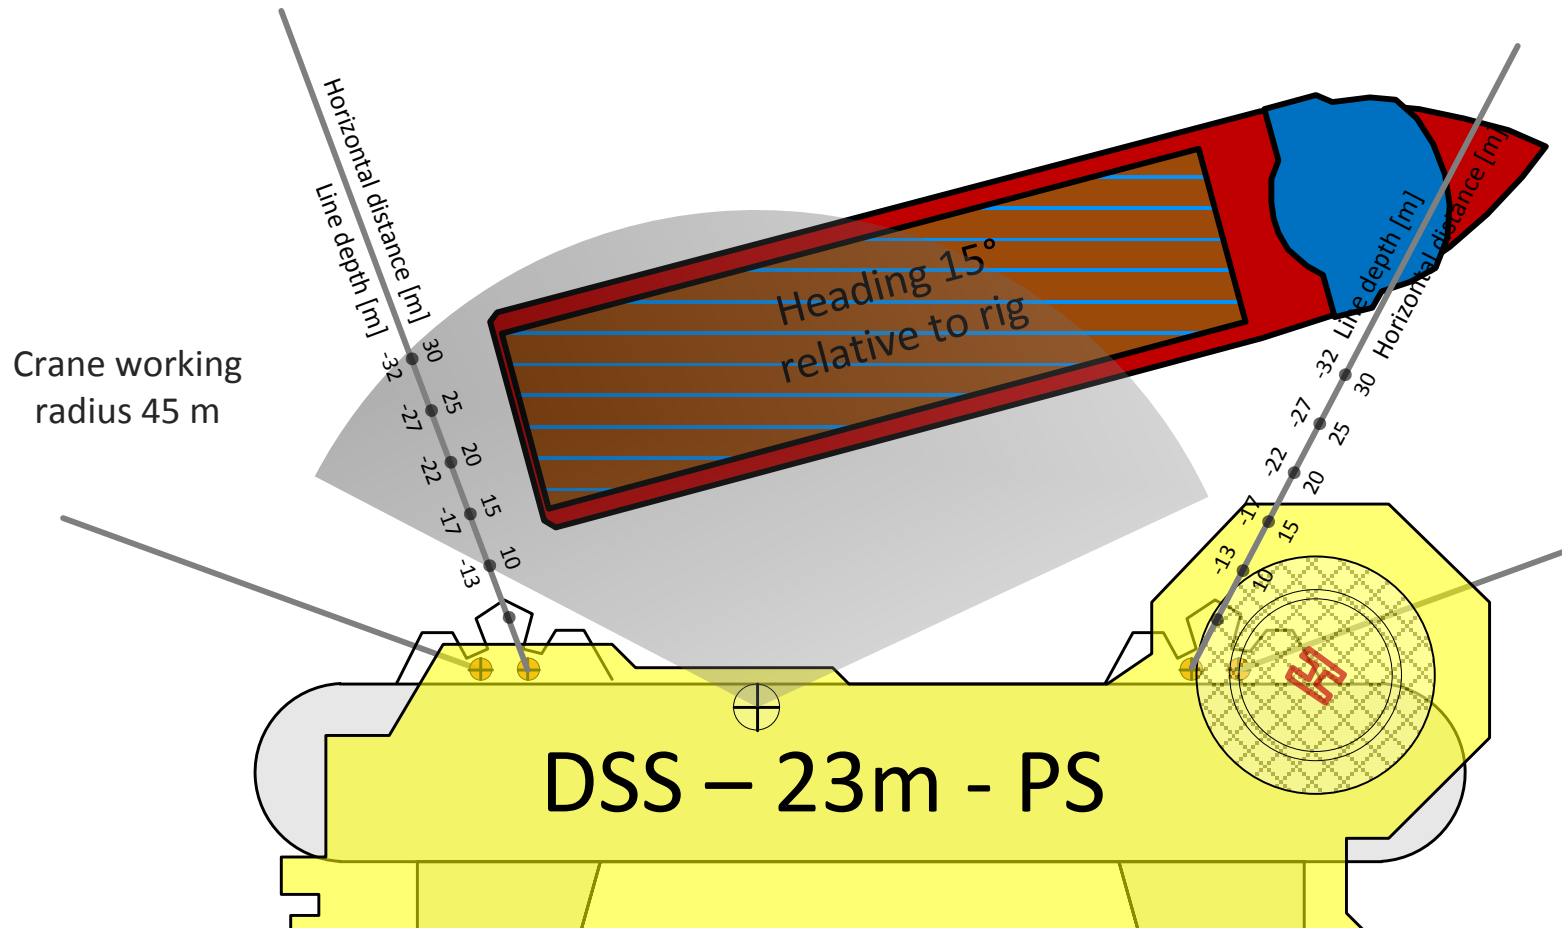 Horizontal distance [m]
Line depth [m]
30
-32
25
-27
20
-22
15
-17
10
-13
Crane working
radius 45 m
Heading 15°
relative to rig
Line depth [m]
Horizontal distance [m]
-32
30
-27
25
-22
20
-17
15
-13
10
H
DSS – 23m - PS